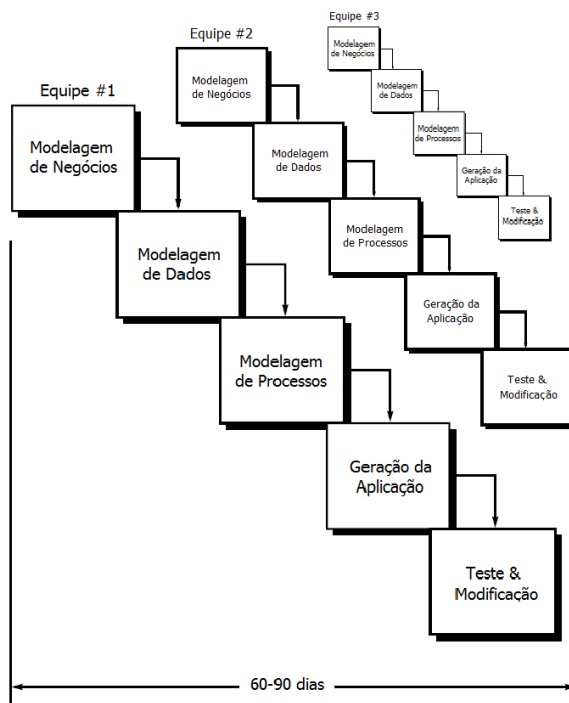 Equipe #1
Modelagem
de Negócios
Modelagem
de Dados
Modelagem
de Processos
Geração da
Aplicação
Teste &
Modificação
Equipe #2
Modelagem
de Negócios
Modelagem
de Dados
Modelagem
de Processos
Geração da
Aplicação
Teste &
Modificação
Equipe #3
Modelagem
de Negócios
Modelagem
de Dados
Modelagem
de Processos
Geração da
Aplicação
Teste &
Modificação
60-90 dias